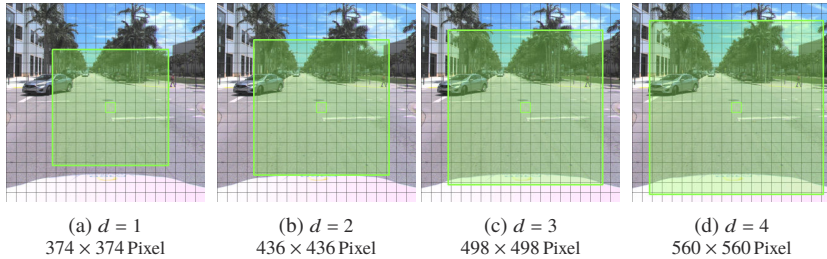 (a) d = 1
374 × 374 Pixel
(b) d = 2
436 × 436 Pixel
(c) d = 3
498 × 498 Pixel
(d) d = 4
560 × 560 Pixel